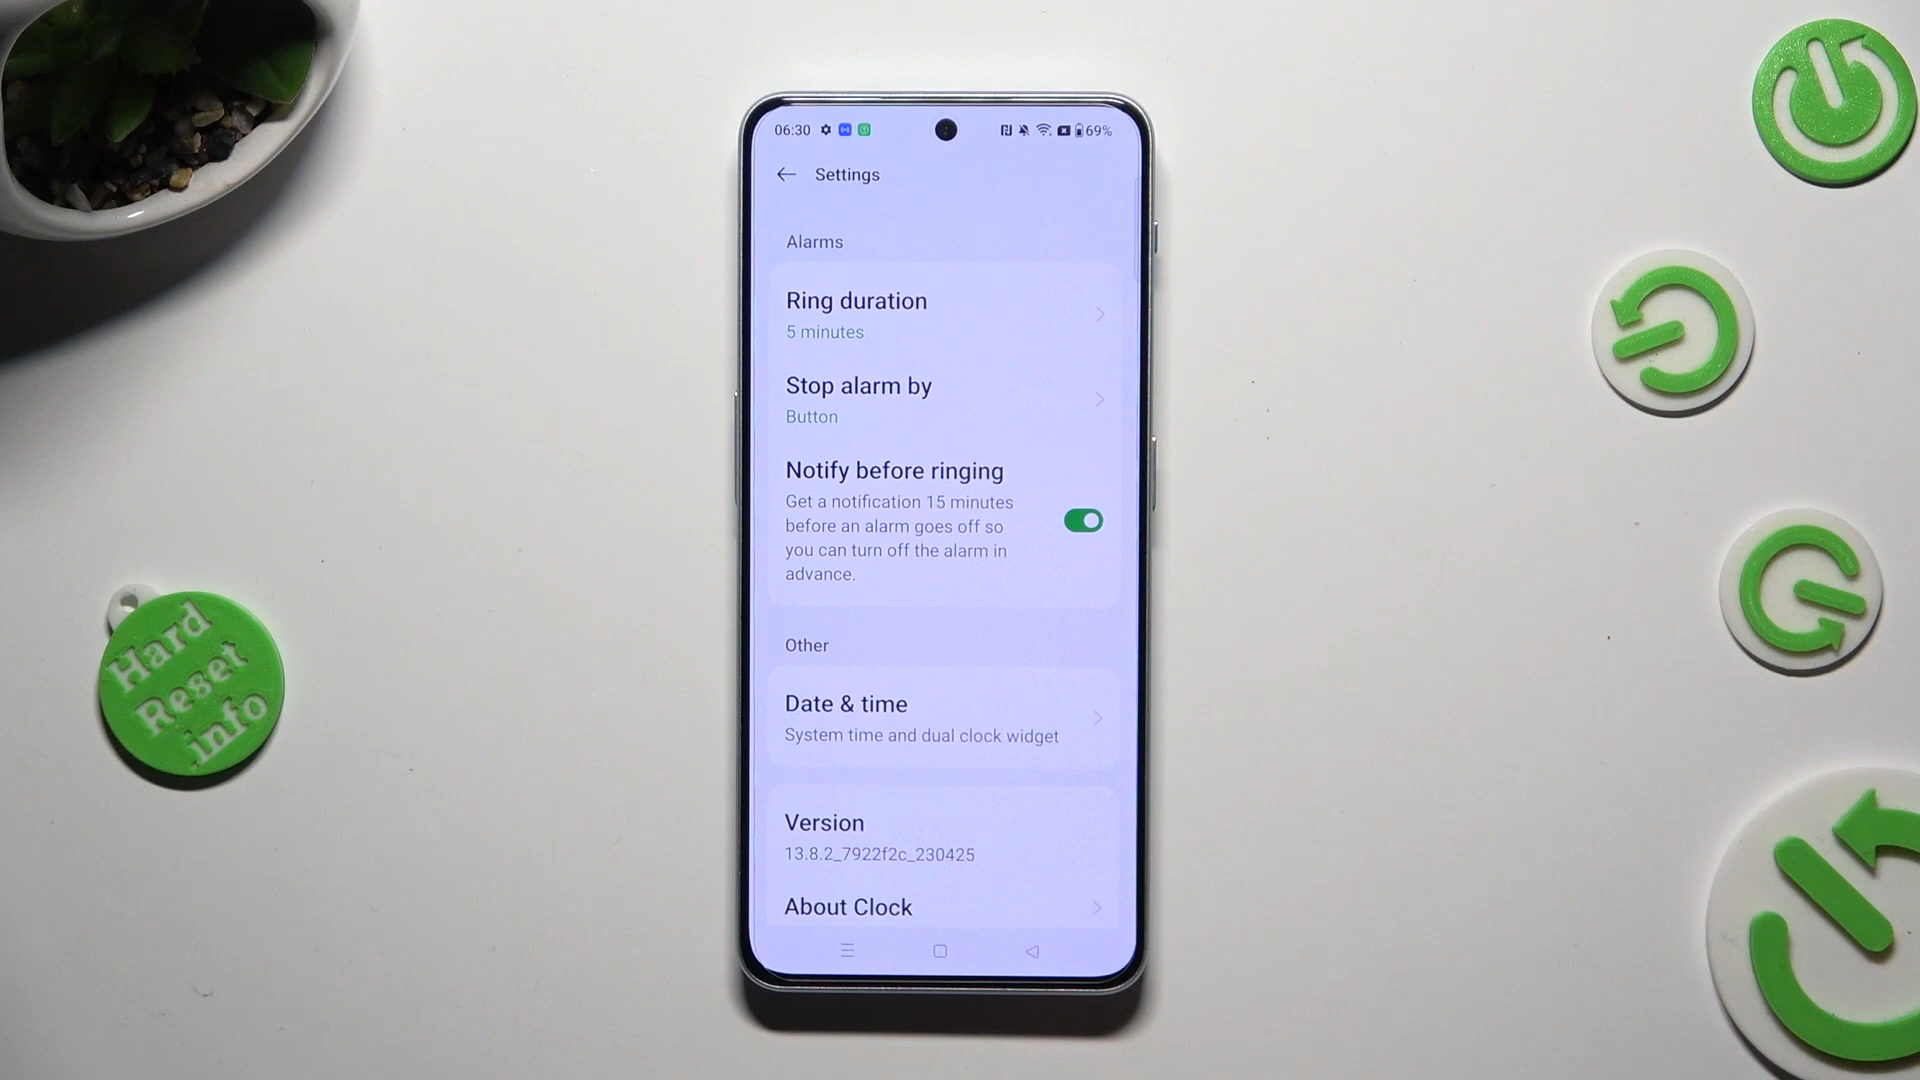 06:30
69%
Settings
Alarms
Ring duration
5 minutes
Stop alarm by
Button
Notify before ringing
Get a notification 15 minutes
before an alarm goes off so
you can turn off the alarm in
advance.
Other
Date & time
System time and dual clock widget
Version
13.8.2_7922f2c_230425
About Clock
Hard
Reset
.info